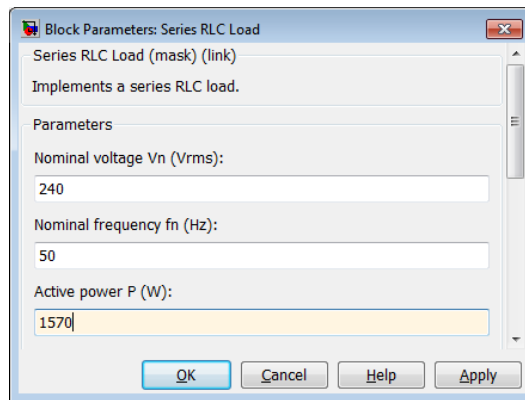 Block Parameters: Series RLC Load
Series RLC Load (mask) (link)
Implements a series RLC load.
Parameters
Nominal voltage Vn (Vrms):
240
Nominal frequency fn (Hz):
50
Active power P (W):
1570
OK Cancel Help Apply